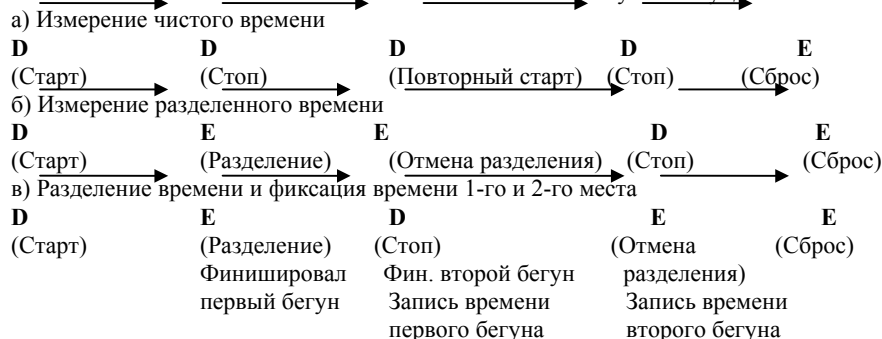 а) Измерение чистого времени
D D D D E
(Старт) (Стоп) (Повторный старт) (Стоп) (Сброс)
б) Измерение разделенного времени
D E E D E
(Старт) (Разделение) (Отмена разделения) (Стоп) (Сброс)
в) Разделение времени и фиксация времени 1-го и 2-го места
D E D E E
(Старт) (Разделение) (Стоп) (Отмена (Сброс)
Финишировал Фин. второй бегун разделения)
первый бегун Запись времени Запись времени
первого бегуна второго бегуна